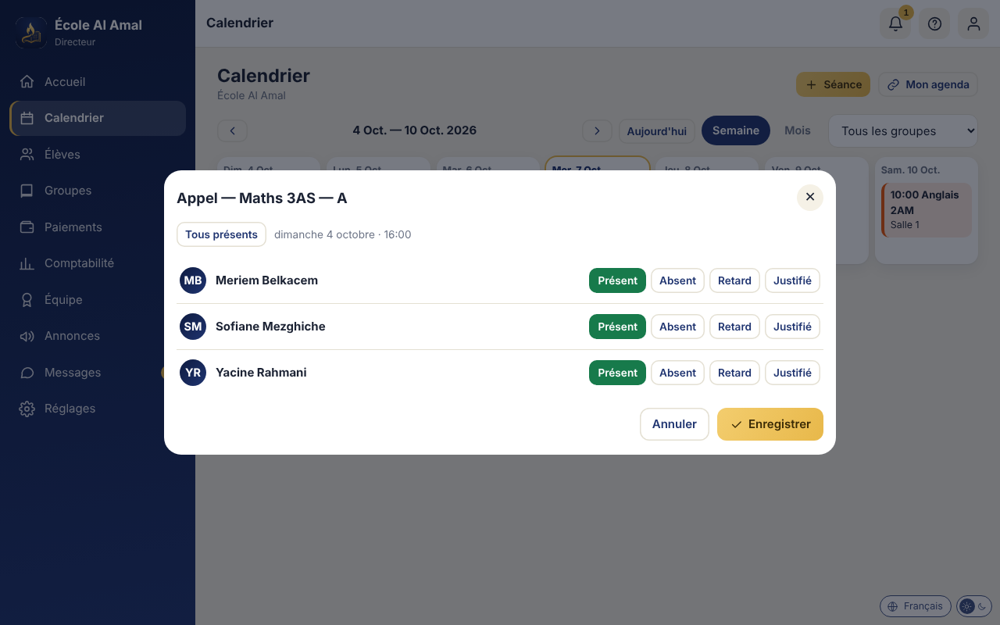 École Al Amal
Directeur
Accueil
Calendrier
Élèves
Groupes
Paiements
Comptabilité
Équipe
Annonces
Messages
Réglages
Calendrier
1
Calendrier
École Al Amal
Séance
Mon agenda
4 Oct. — 10 Oct. 2026
Aujourd'hui
Semaine
Mois
Tous les groupes
Dim. 4 Oct.
Lun. 5 Oct.
Mar. 6 Oct.
Mer. 7 Oct.
Jeu. 8 Oct.
Ven. 9 Oct.
Sam. 10 Oct.
10:00 Anglais
2AM
Salle 1
Appel — Maths 3AS — A
Tous présents
dimanche 4 octobre · 16:00
MB Meriem Belkacem Présent Absent Retard Justifié
SM Sofiane Mezghiche Présent Absent Retard Justifié
YR Yacine Rahmani Présent Absent Retard Justifié
Annuler
Enregistrer
Français